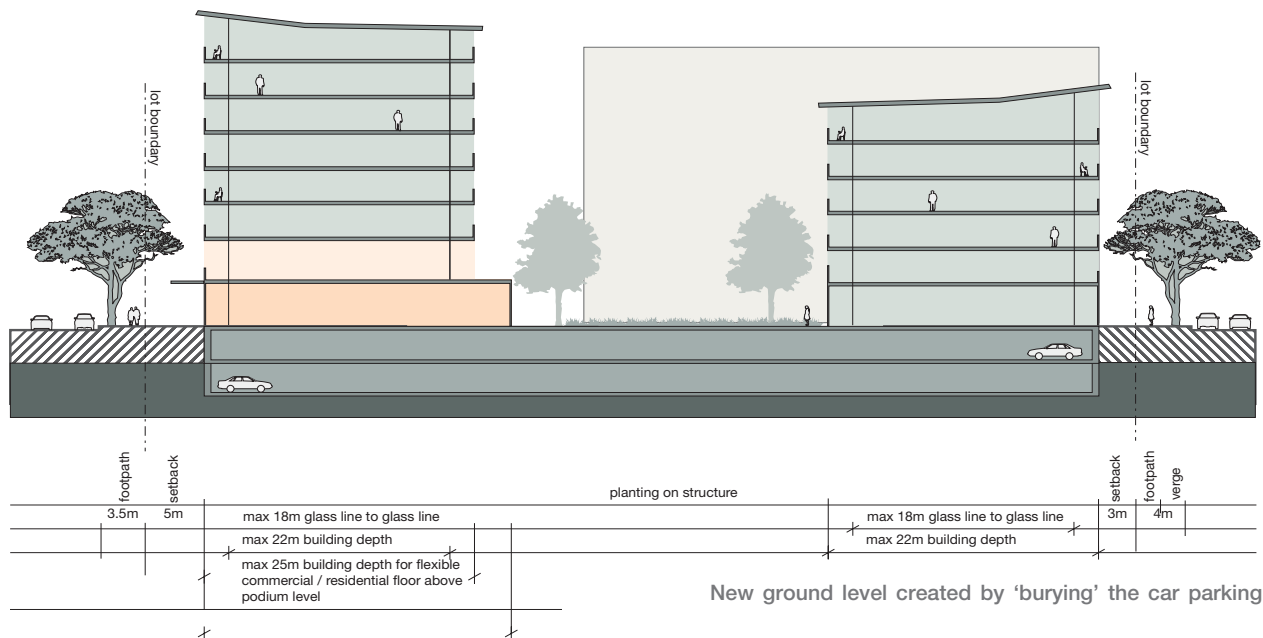 lot boundary
lot boundary
footpath
setback
setback
footpath
verge
planting on structure
3.5m
5m
max 18m glass line to glass line
max 18m glass line to glass line
3m
4m
max 22m building depth
max 22m building depth
max 25m building depth for flexible
commercial / residential floor above
podium level
New ground level created by ‘burying’ the car parking